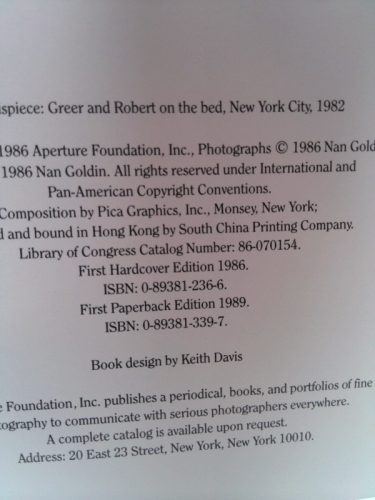 spiece: Greer and Robert on the bed, New York City, 1982
1986 Aperture Foundation, Inc., Photographs © 1986 Nan Gold
1986 Nan Goldin. All rights reserved under International and
Pan-American Copyright Conventions.
Composition by Pica Graphics, Inc., Monsey, New York;
d and bound in Hong Kong by South China Printing Company.
Library of Congress Catalog Number: 86-070154.
First Hardcover Edition 1986.
ISBN: 0-89381-236-6.
First Paperback Edition 1989.
ISBN: 0-89381-339-7.
Book design by Keith Davis
e Foundation, Inc. publishes a periodical, books, and portfolios of fine
tography to communicate with serious photographers everywhere.
A complete catalog is available upon request.
Address: 20 East 23 Street, New York, New York 10010.